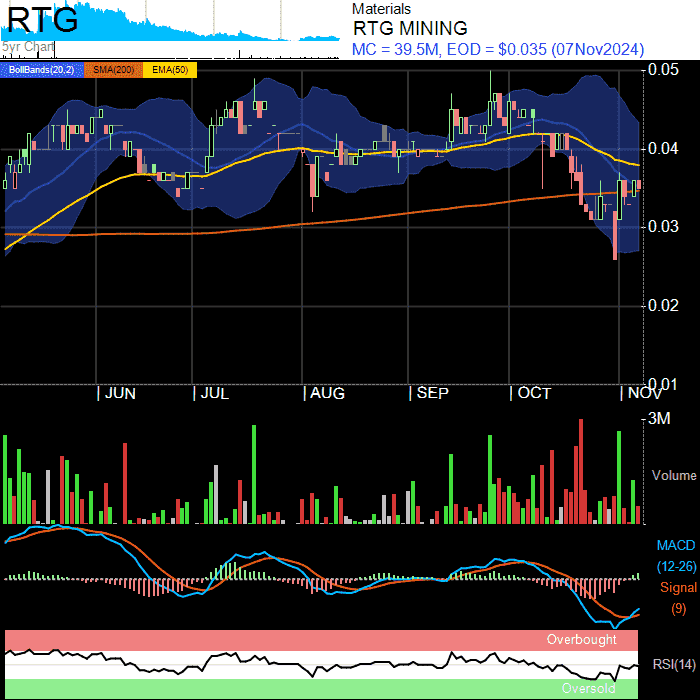 RTG
5yr Chart
Materials
RTG MINING
MC = 39.5M, EOD = $0.035 (07Nov2024)
BollBands(20,2) SMA(200) EMA(50)
0.05
0.04
0.03
0.02
0.01
JUN JUL AUG SEP OCT NOV
3M
Volume
MACD
(12-26)
Signal
(9)
Overbought
RSI(14)
Oversold